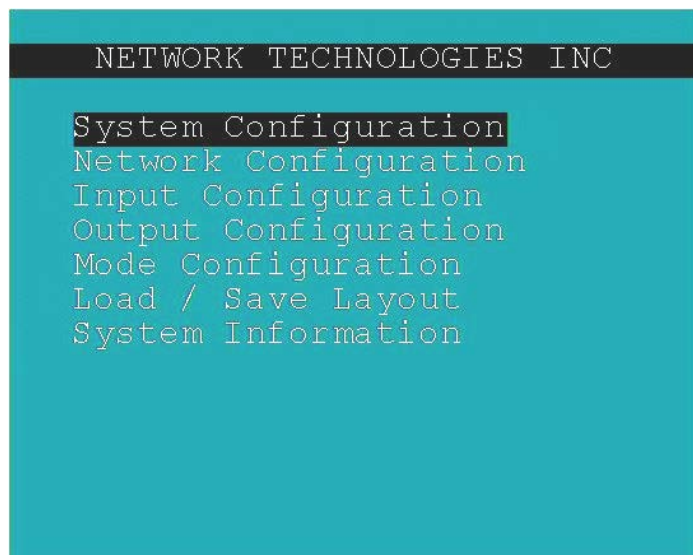 NETWORK TECHNOLOGIES INC
System Configuration
Network Configuration
Input Configuration
Output Configuration
Mode Configuration
Load / Save Layout
System Information